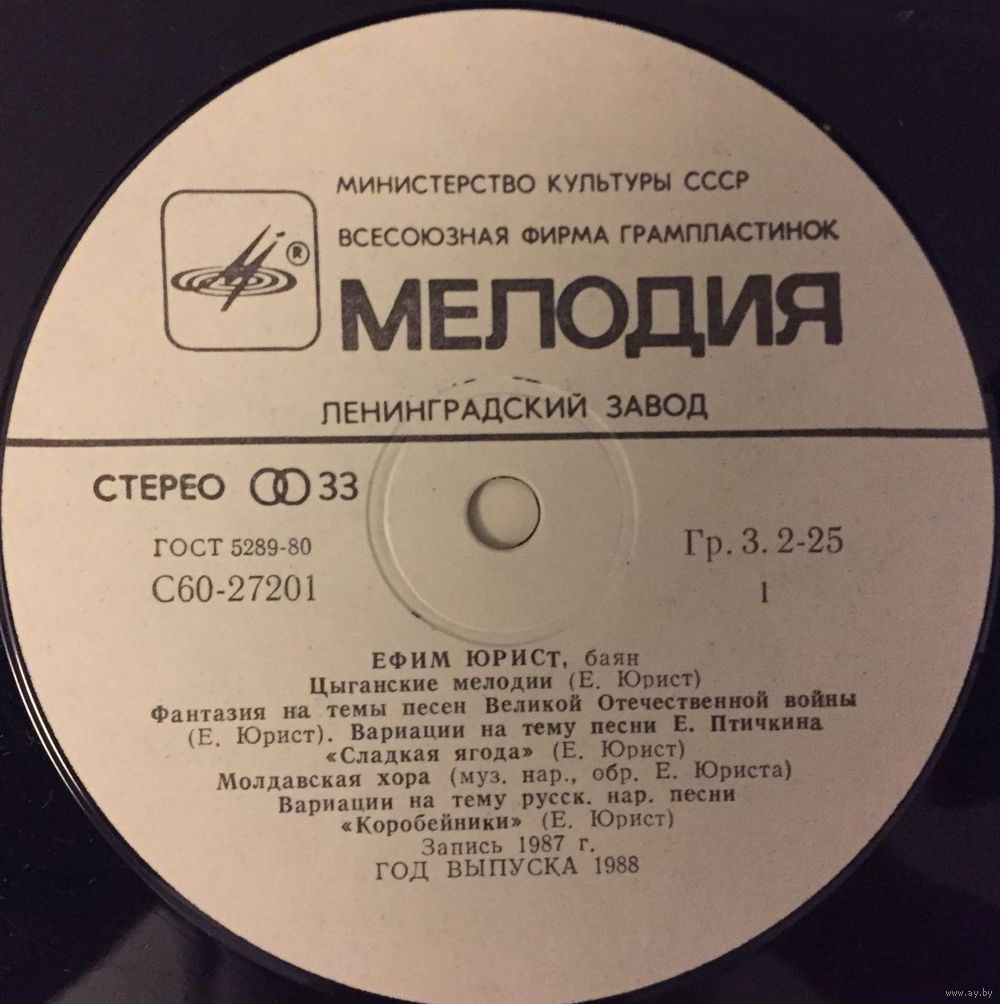 МИНИСТЕРСТВО КУЛЬТУРЫ СССР
ВСЕСОЮЗНАЯ ФИРМА ГРАМПЛАСТИНОК
®
МЕЛОДИЯ
ЛЕНИНГРАДСКИЙ ЗАВОД
СТЕРЕО 33
ГОСТ 5289-80
Гр. 3. 2-25
С60-27201
1
ЕФИМ ЮРИСТ, баян
Цыганские мелодии (Е. Юрист)
Фантазия на темы песен Великой Отечественной войны
(Е. Юрист). Вариации на тему песни Е. Птичкина
«Сладкая ягода» (Е. Юрист)
Молдавская хора (муз. нар., обр. Е. Юриста)
Вариации на тему русск. нар. песни
«Коробейники» (Е. Юрист)
Запись 1987 г.
ГОД ВЫПУСКА 1988
www.ay.by